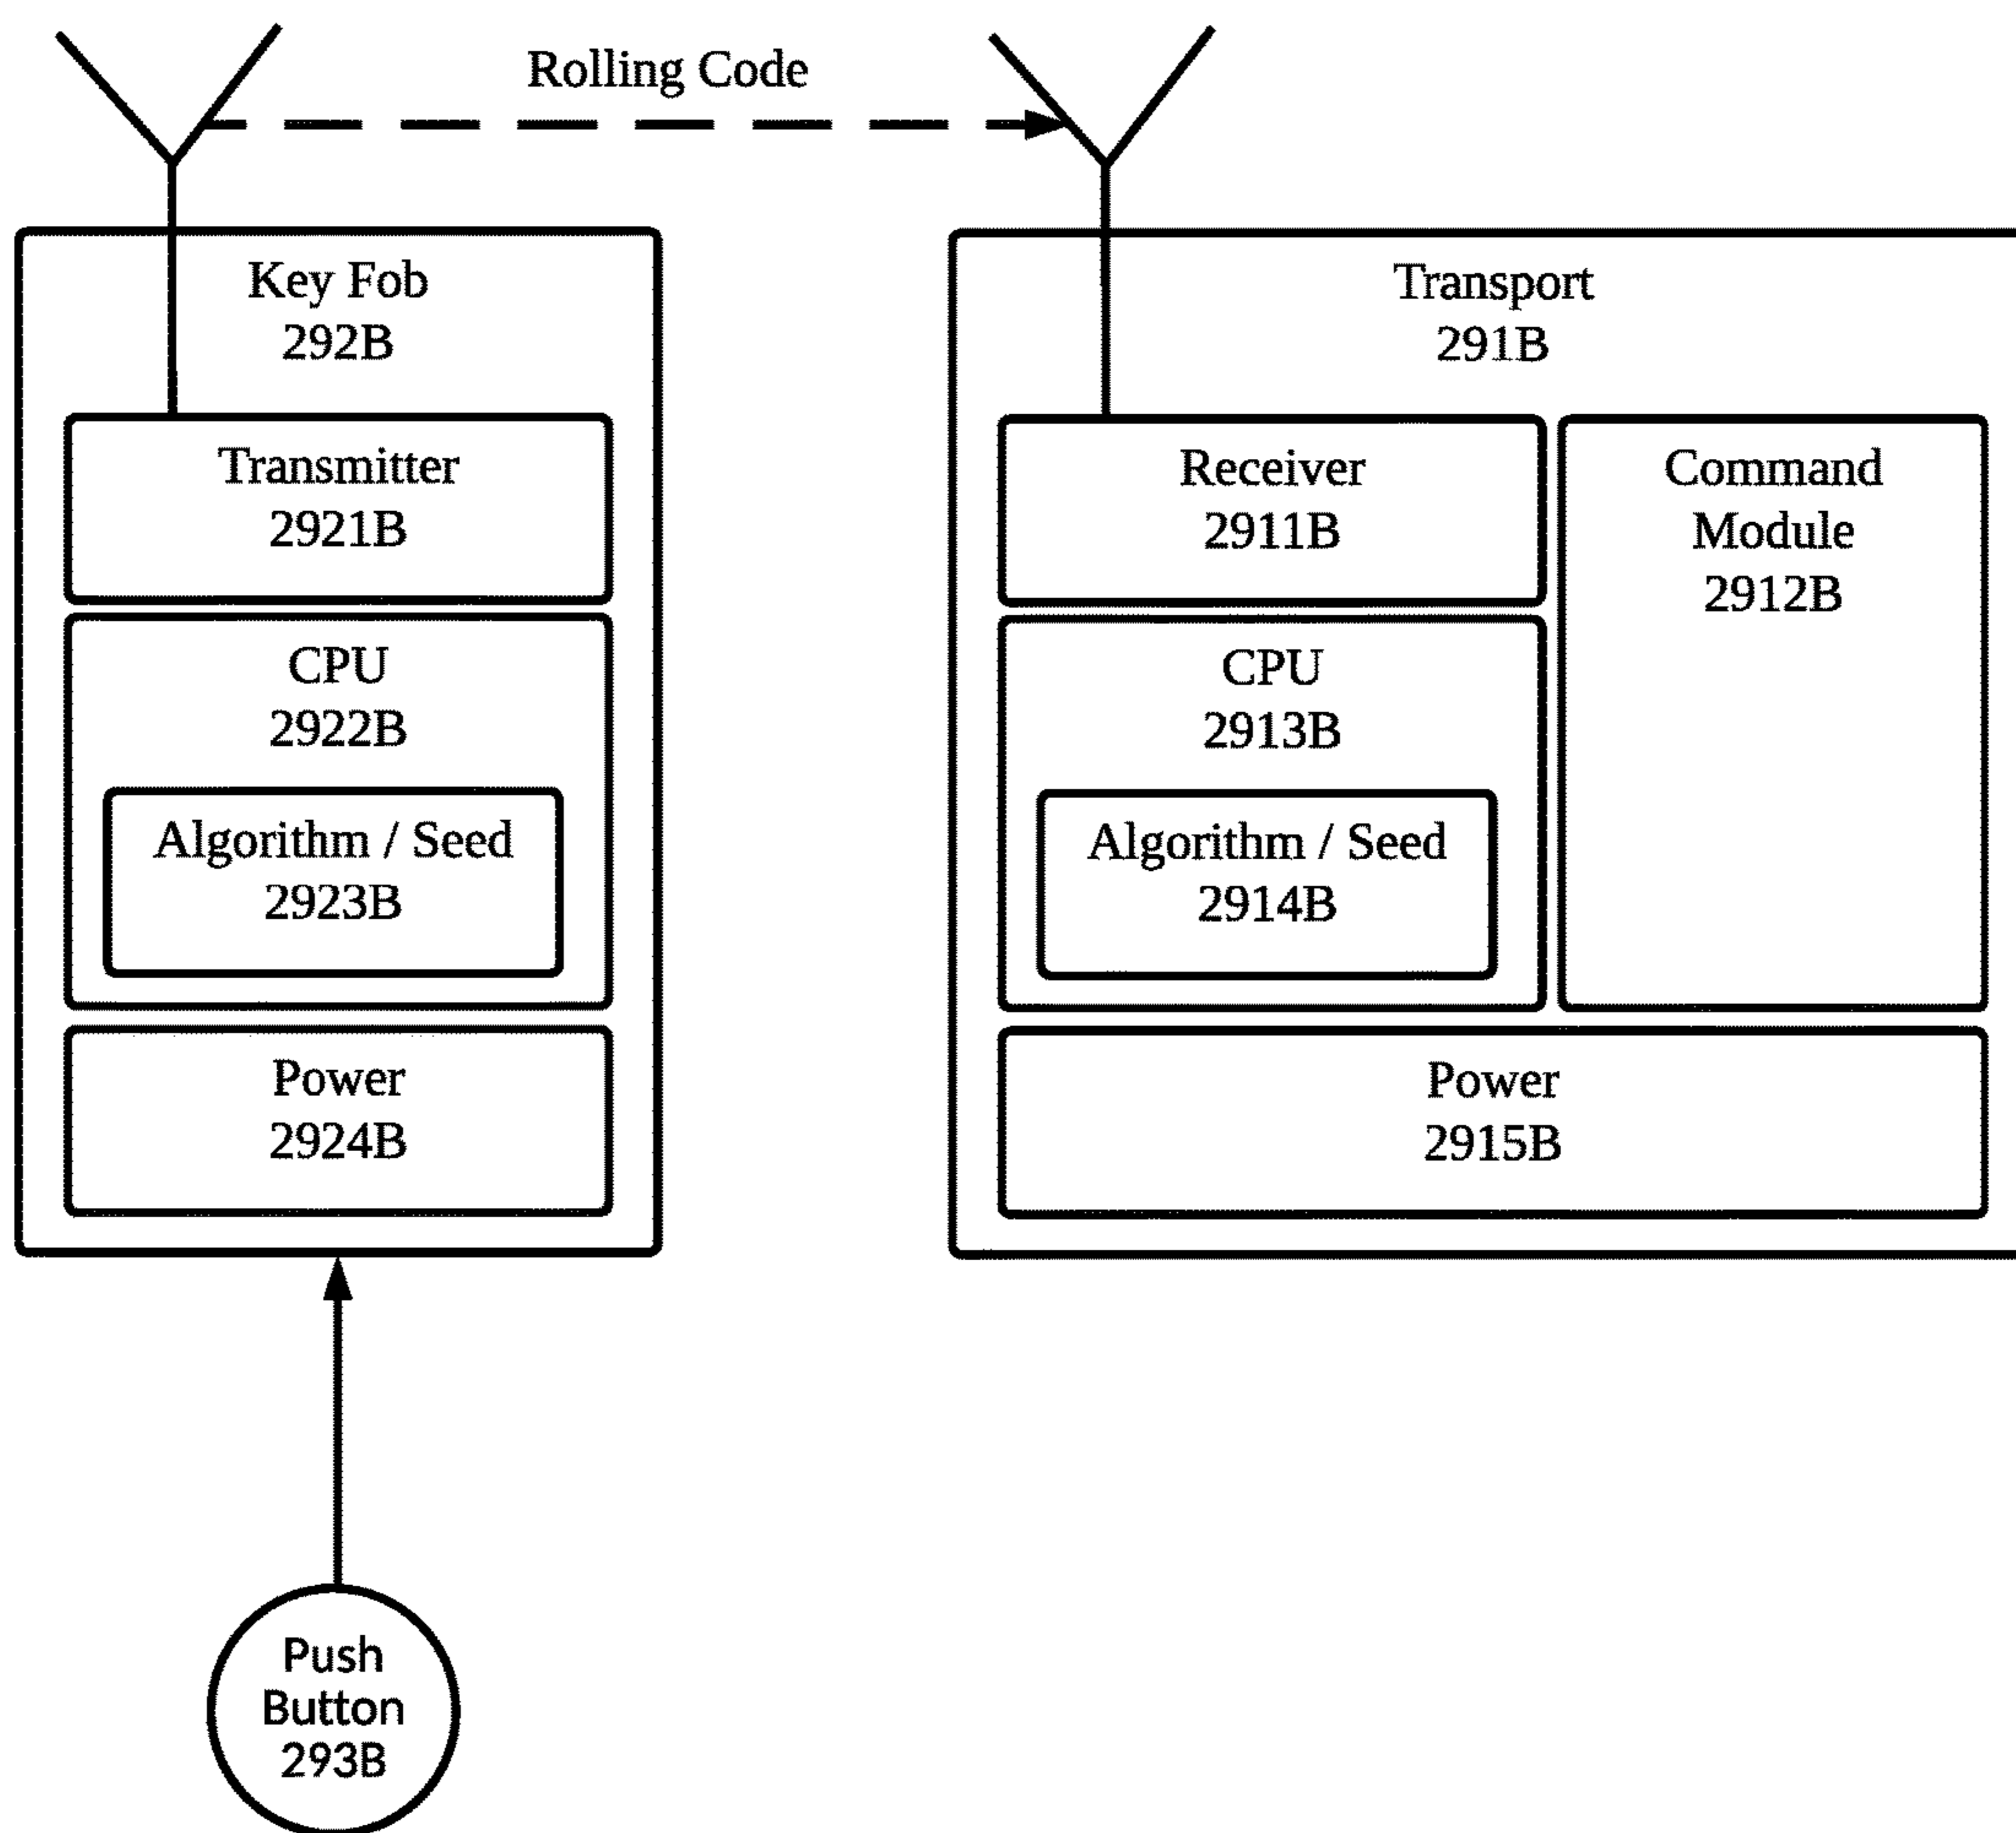 Rolling Code
Key Fob
292B
Transmitter
2921B
CPU
2922B
Algorithm / Seed
2923B
Power
2924B
Push
Button
293B
Transport
291B
Receiver
2911B
CPU
2913B
Algorithm / Seed
2914B
Command
Module
2912B
Power
2915B